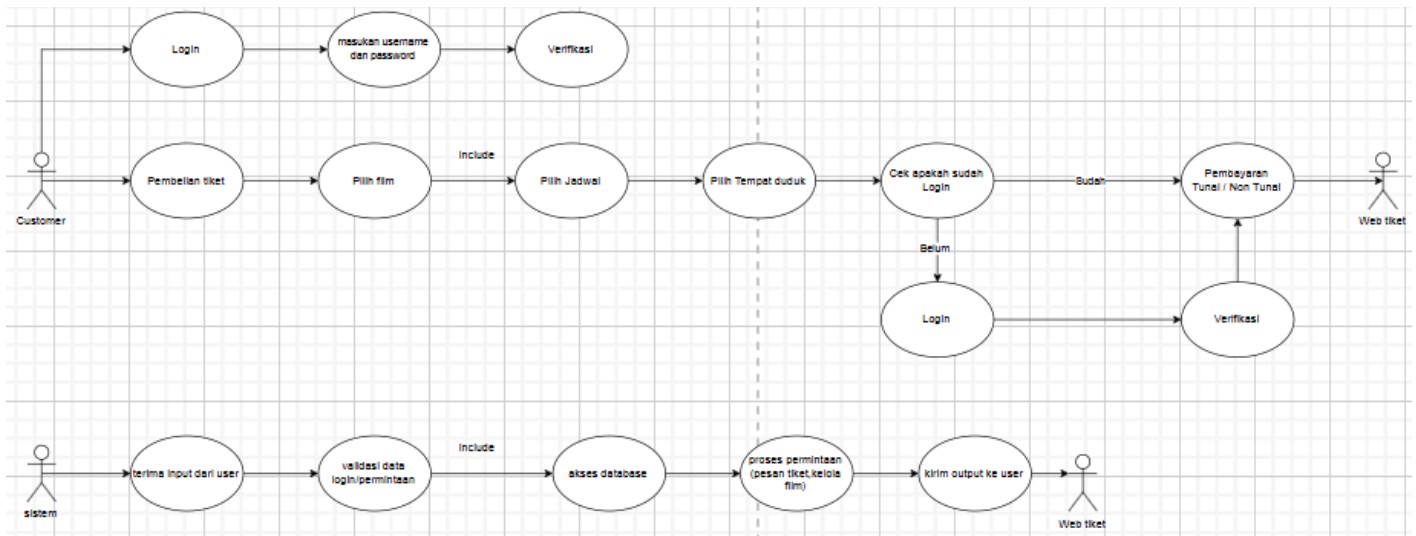 Login
masukan username
dan password
Verifikasi
Include
Pembelian tiket
Pilih film
Pilih Jadwal
Pilih Tempat duduk
Cek apakah sudah
Login
Sudah
Pembayaran
Tunai / Non Tunai
Customer
Web tiket
Belum
Login
Verifikasi
Include
terima input dari user
validasi data
login/permintaan
akses database
proses permintaan
(pesan tiket,kelola
film)
kirim output ke user
sistem
Web tiket